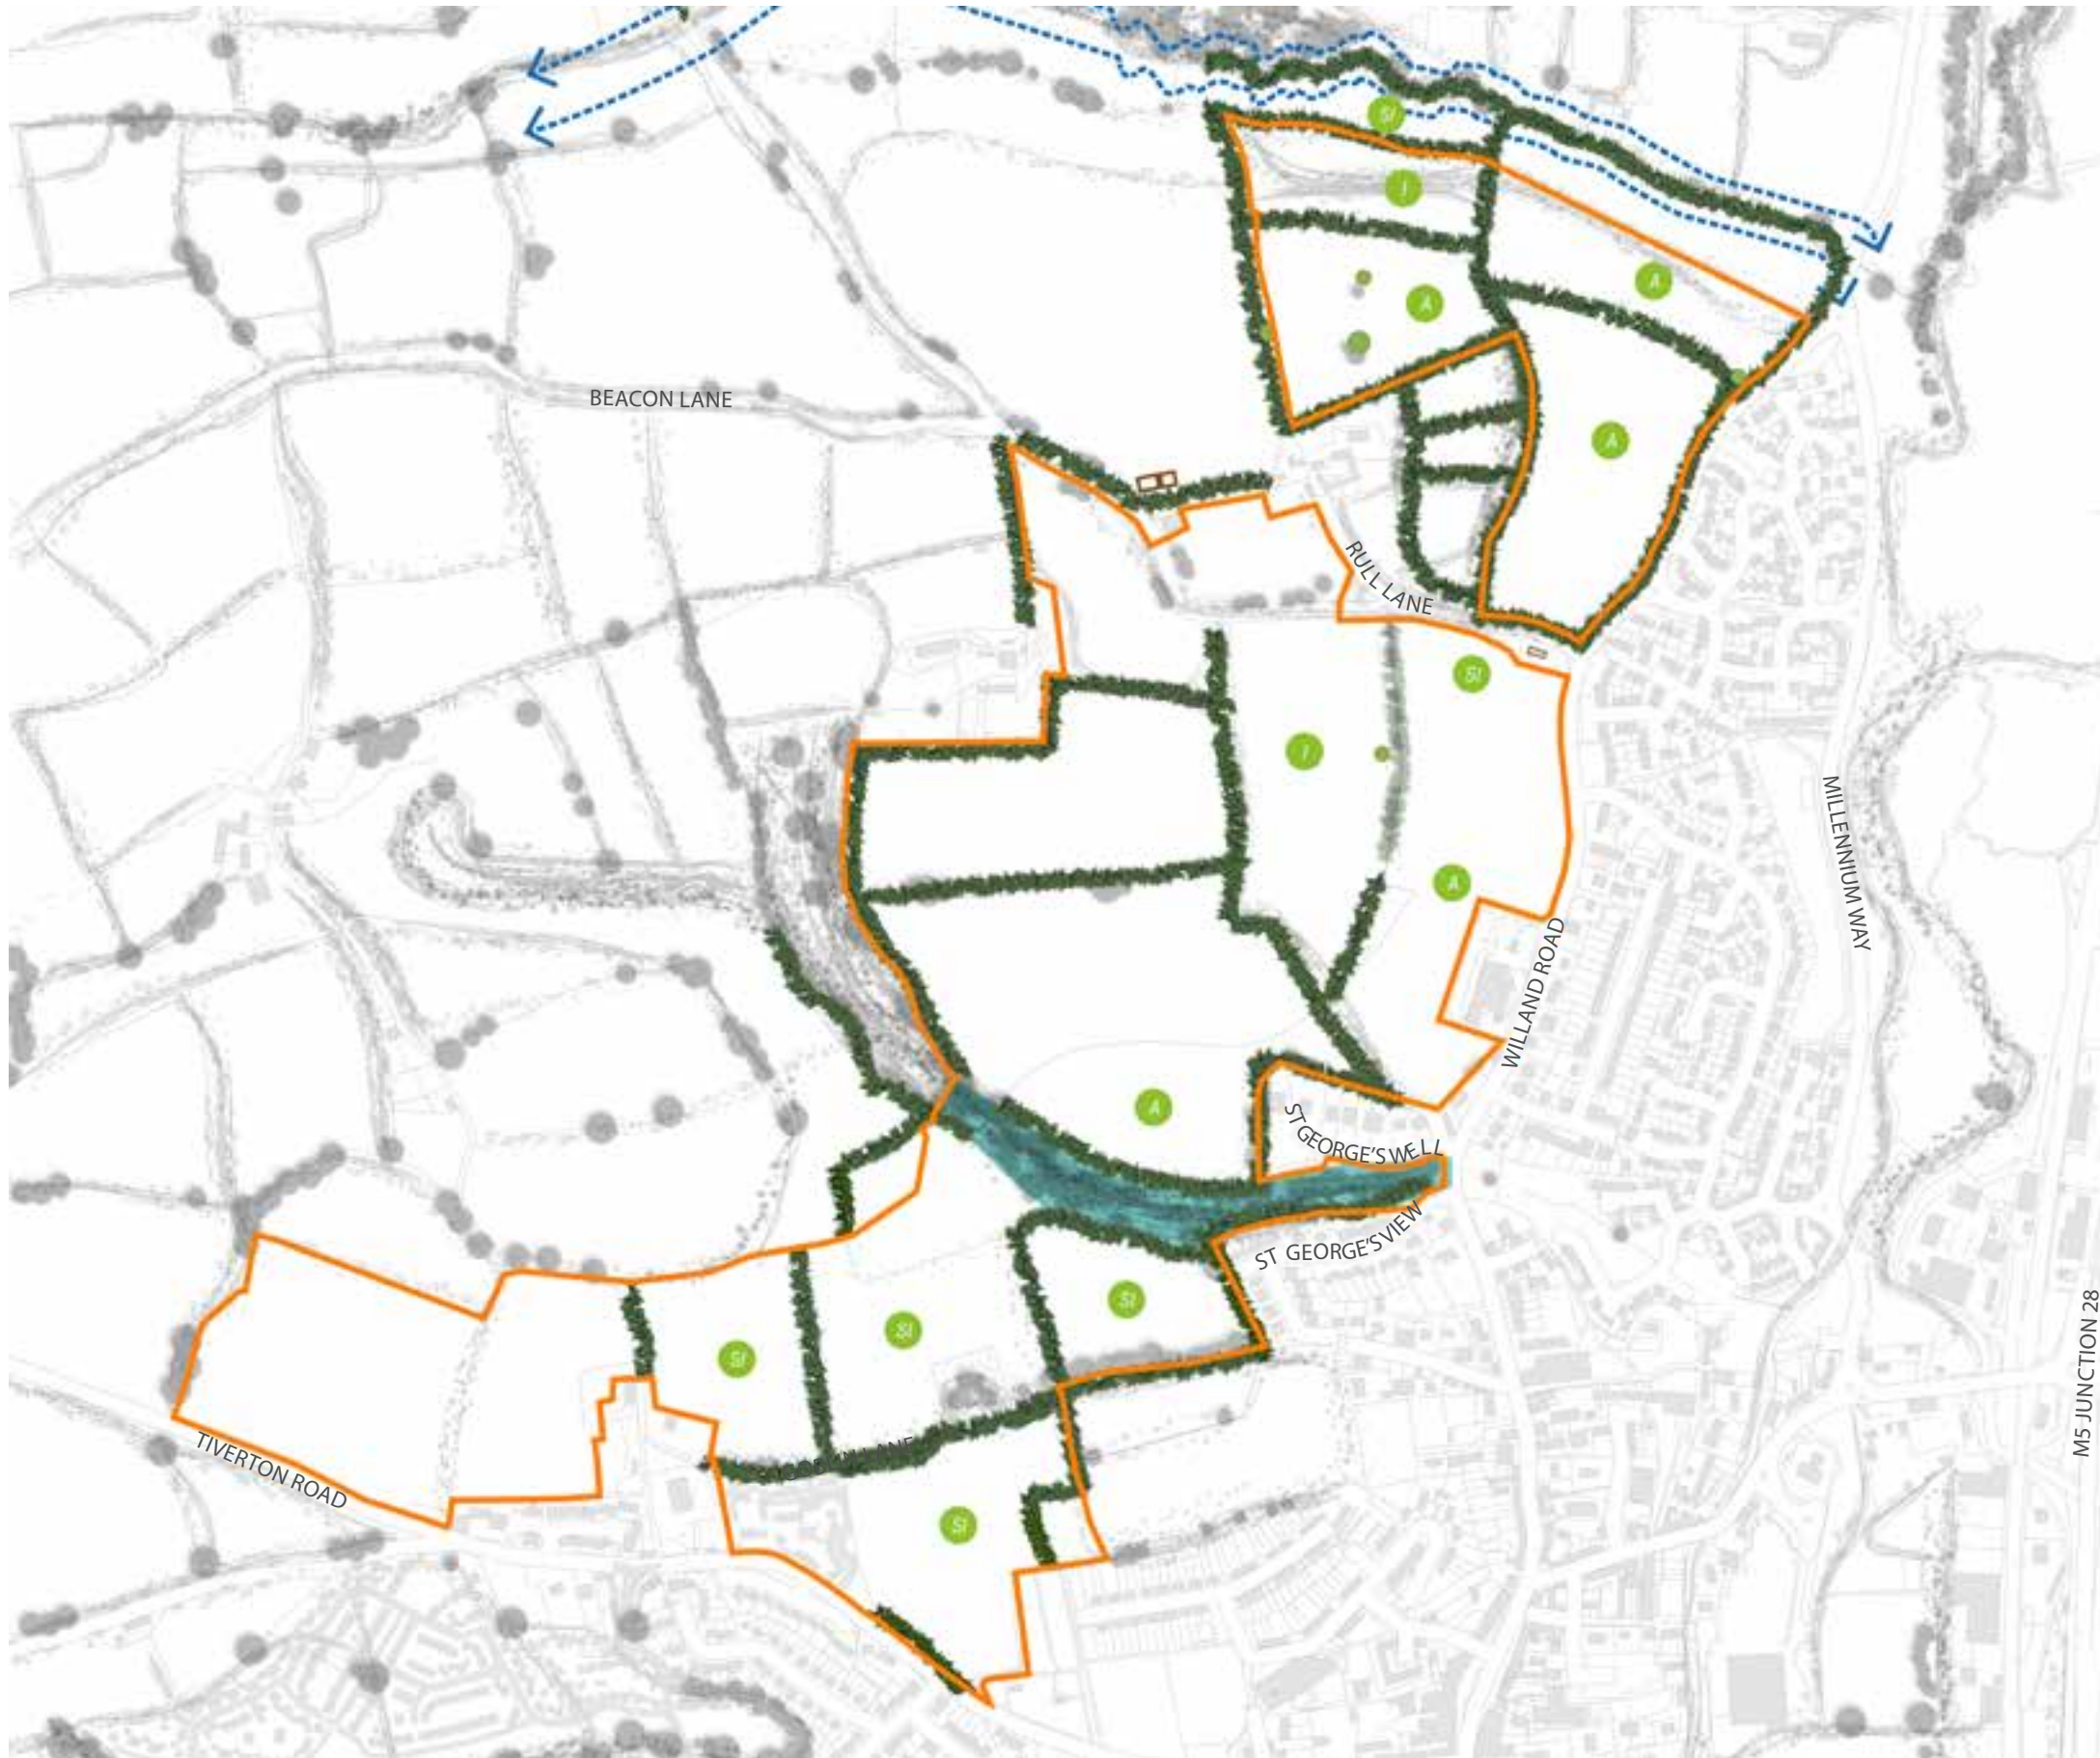 SI
I
A
A
BEACON LANE
A
RULL LANE
SI
I
MILLENNIUM WAY
A
WILLAND ROAD
A
ST GEORGE'S WELL
ST GEORGE'S VIEW
SI
SI
SI
M5 JUNCTION 28
TIVERTON ROAD
LANE
SI